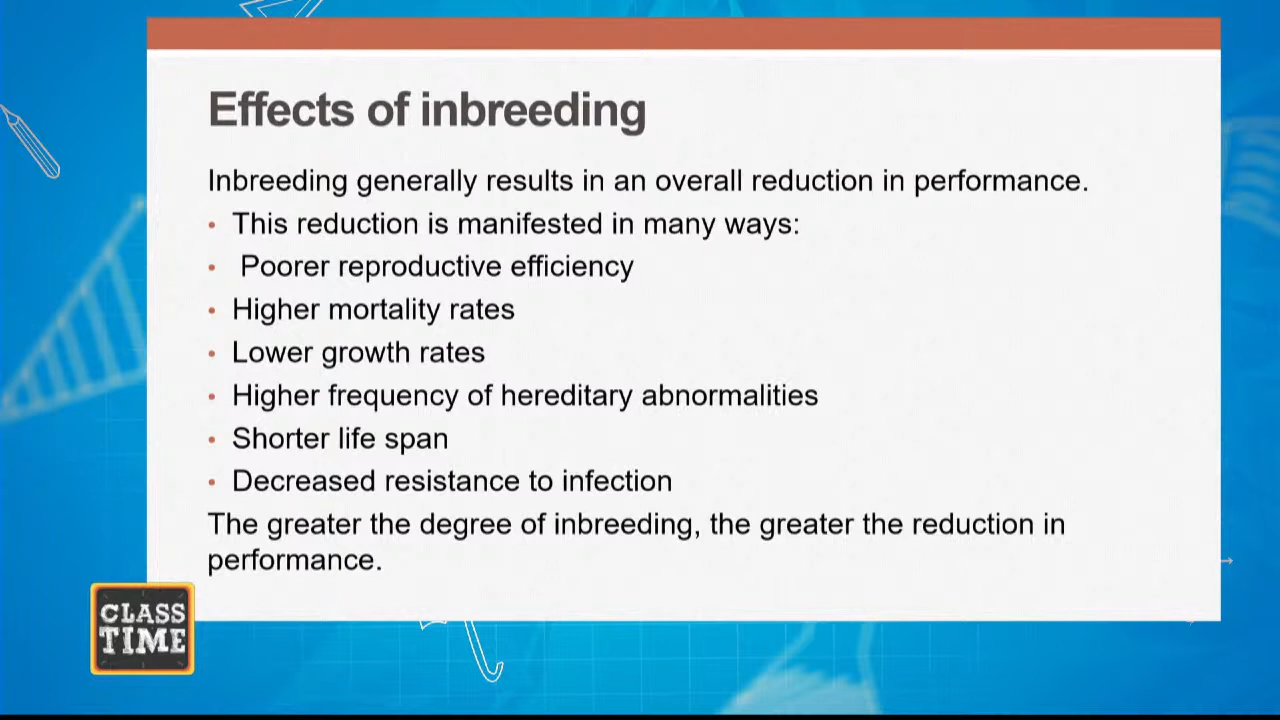 Effects of inbreeding
Inbreeding generally results in an overall reduction in performance.
• This reduction is manifested in many ways:
• Poorer reproductive efficiency
• Higher mortality rates
• Lower growth rates
• Higher frequency of hereditary abnormalities
• Shorter life span
• Decreased resistance to infection
The greater the degree of inbreeding, the greater the reduction in
performance.
CLASS
TIME